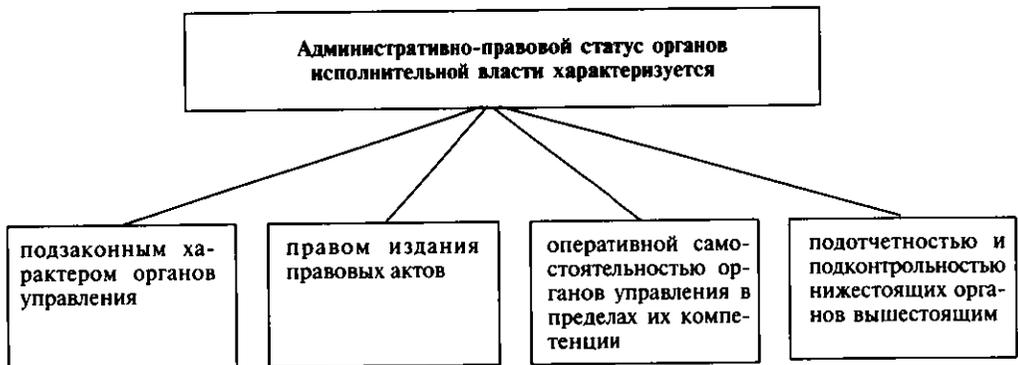 Административно-правовой статус органов
исполнительной власти характеризуется
подзаконным ха-
рактером органов
управления
правом издания
правовых актов
оперативной само-
стоятельностью ор-
ганов управления в
пределах их компе-
тенции
подотчетностью и
подконтрольностью
нижестоящих орга-
нов вышестоящим